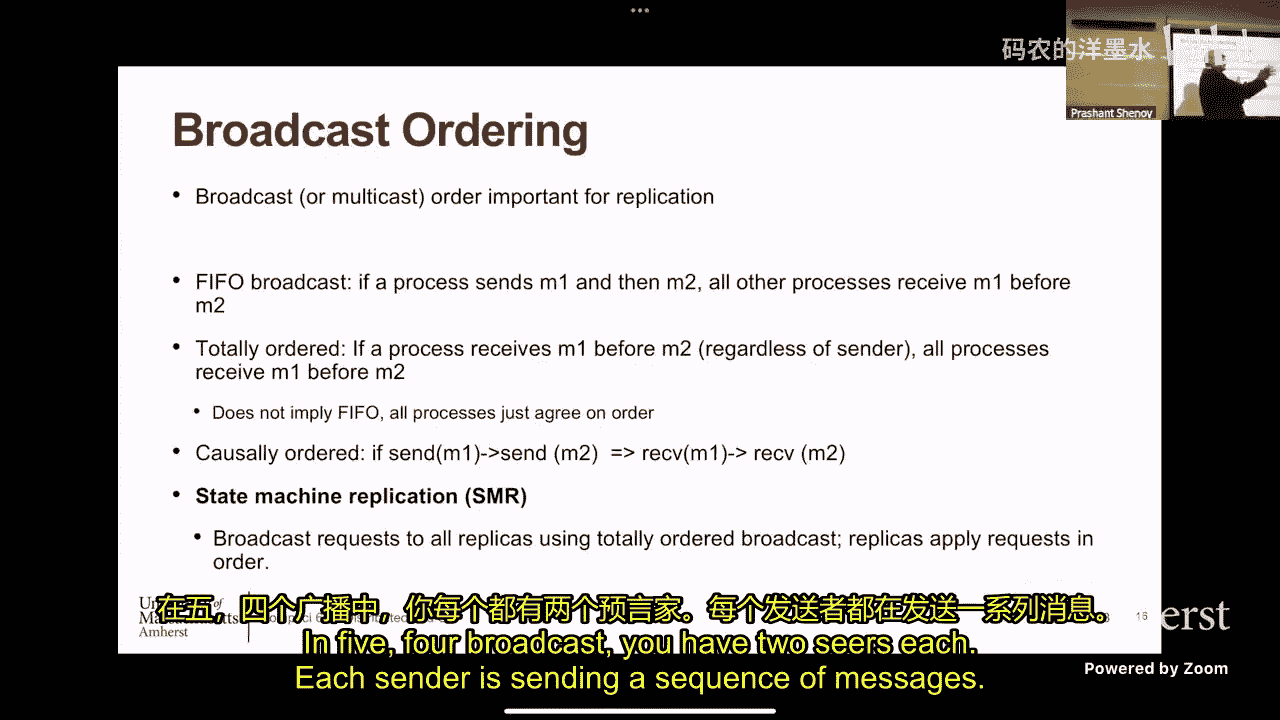 码农的洋墨水
Prashant Shenoy
Broadcast Ordering
• Broadcast (or multicast) order important for replication
• FIFO broadcast: if a process sends m1 and then m2, all other processes receive m1 before
m2
• Totally ordered: If a process receives m1 before m2 (regardless of sender), all processes
receive m1 before m2
• Does not imply FIFO, all processes just agree on order
• Causally ordered: if send(m1)->send (m2) => recv(m1)-> recv (m2)
• State machine replication (SMR)
• Broadcast requests to all replicas using totally ordered broadcast; replicas apply requests in
order.
在五，四个广播中，你每个都有两个预言家。每个发送者都在发送一系列消息。
Amherst
16
erst
In five, four broadcast, you have two seers each.
Each sender is sending a sequence of messages.
Powered by Zoom